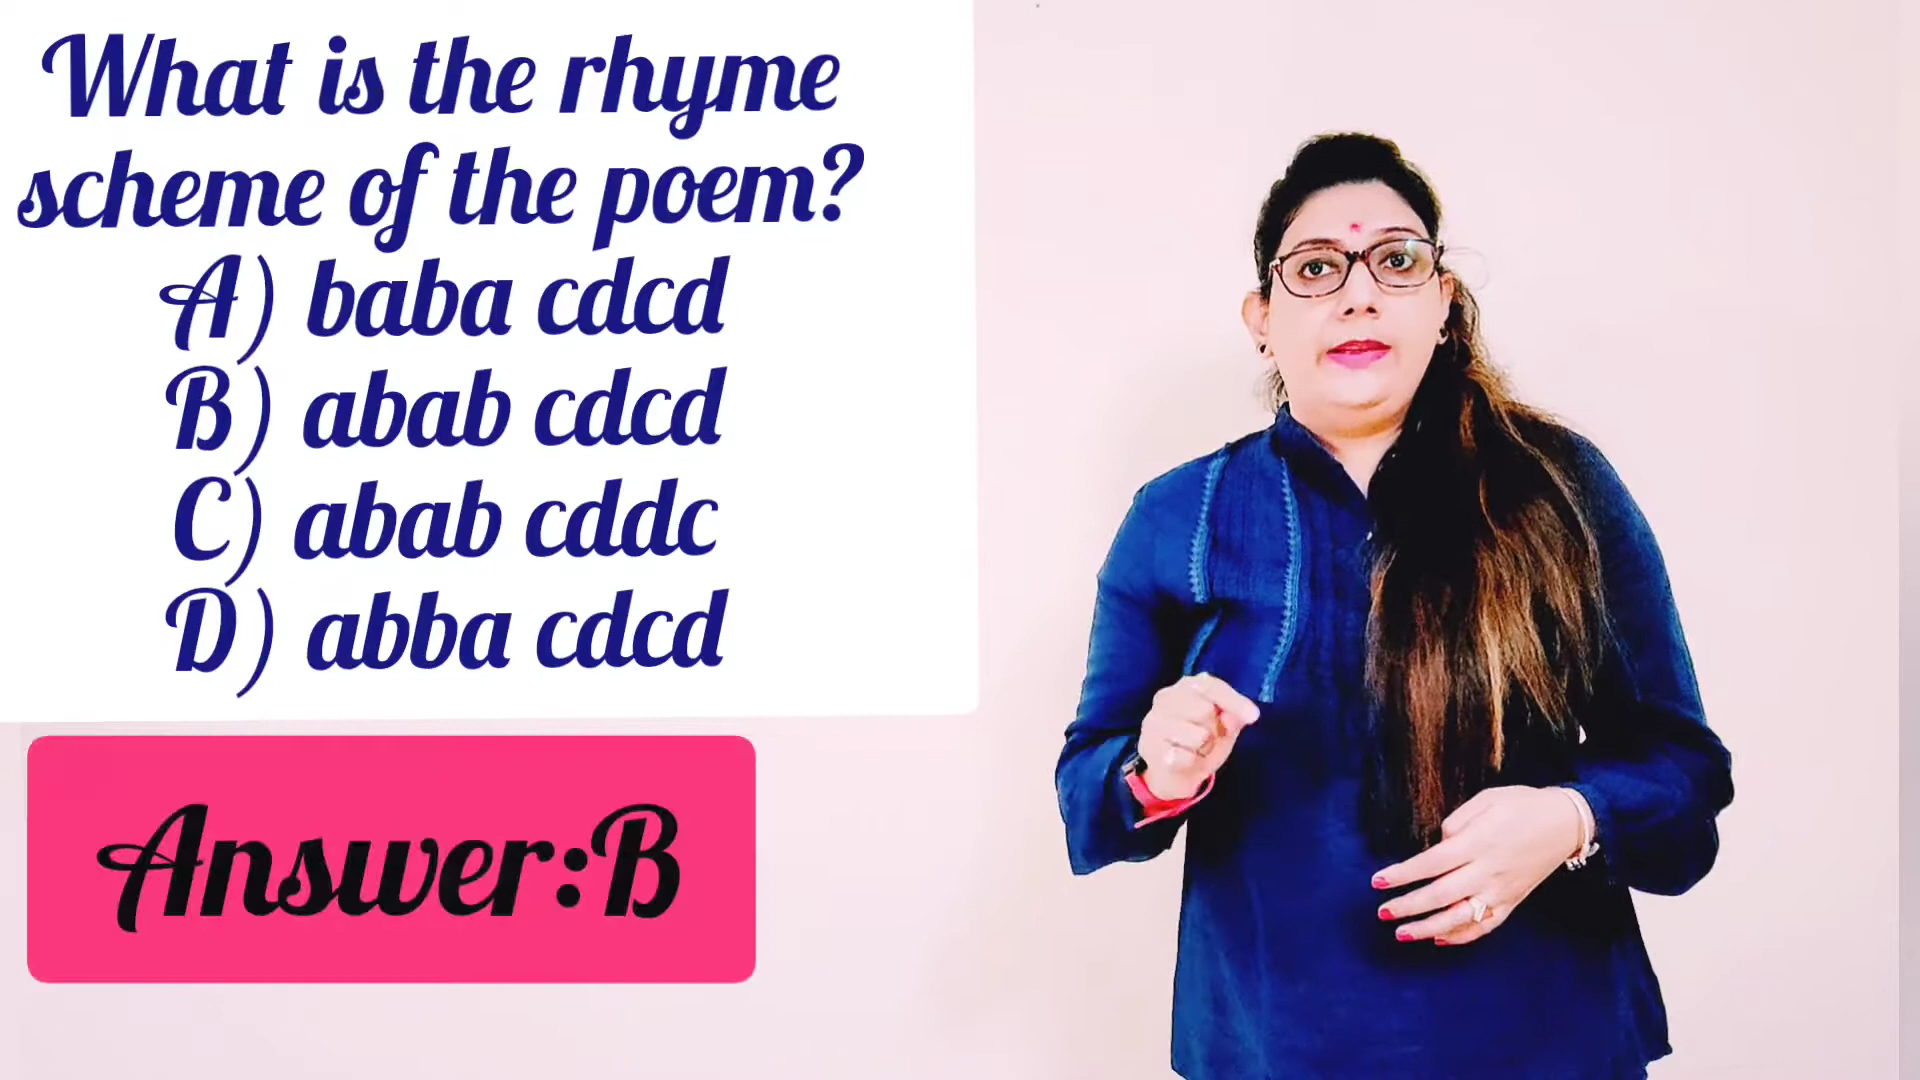 What is the rhyme
scheme of the poem?
A) baba cdcd
B) abab cdcd
C) abab cddc
D) abba cdcd
Answer:B